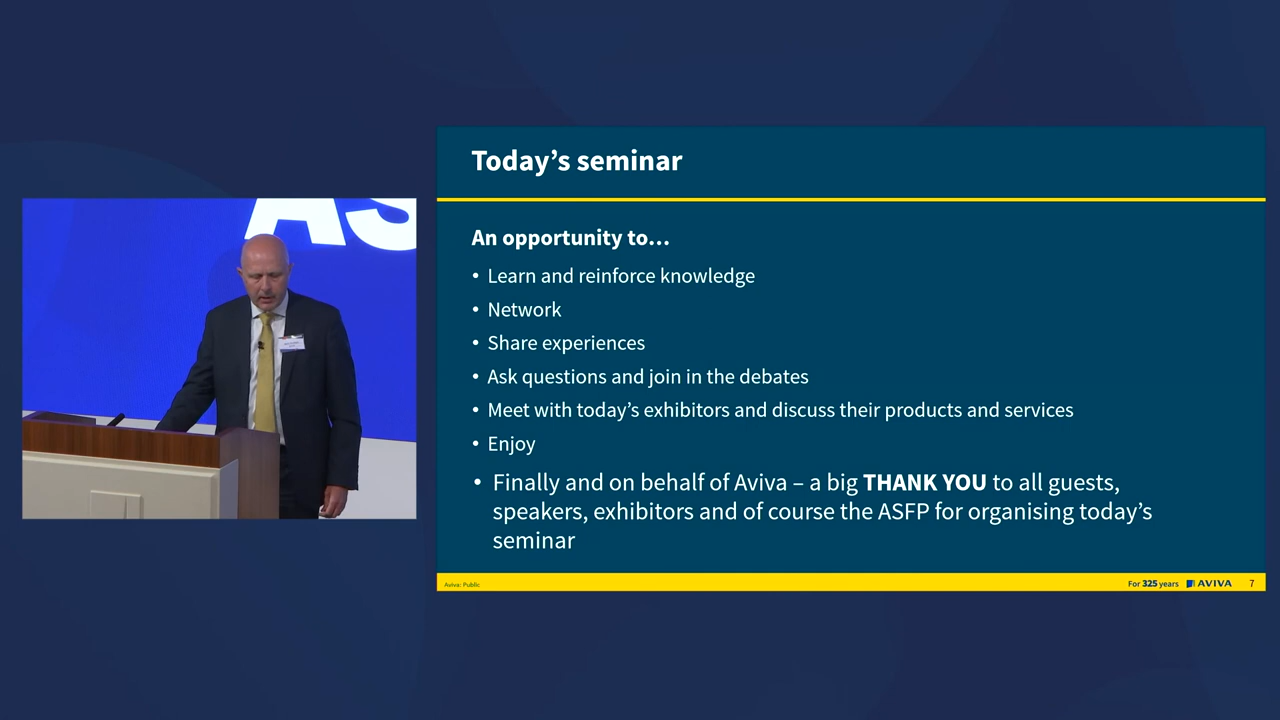 AS
Today’s seminar
An opportunity to…
• Learn and reinforce knowledge
• Network
• Share experiences
• Ask questions and join in the debates
• Meet with today’s exhibitors and discuss their products and services
• Enjoy
• Finally and on behalf of Aviva – a big THANK YOU to all guests,
speakers, exhibitors and of course the ASFP for organising today’s
seminar
Aviva: Public
For 325 years AVIVA 7